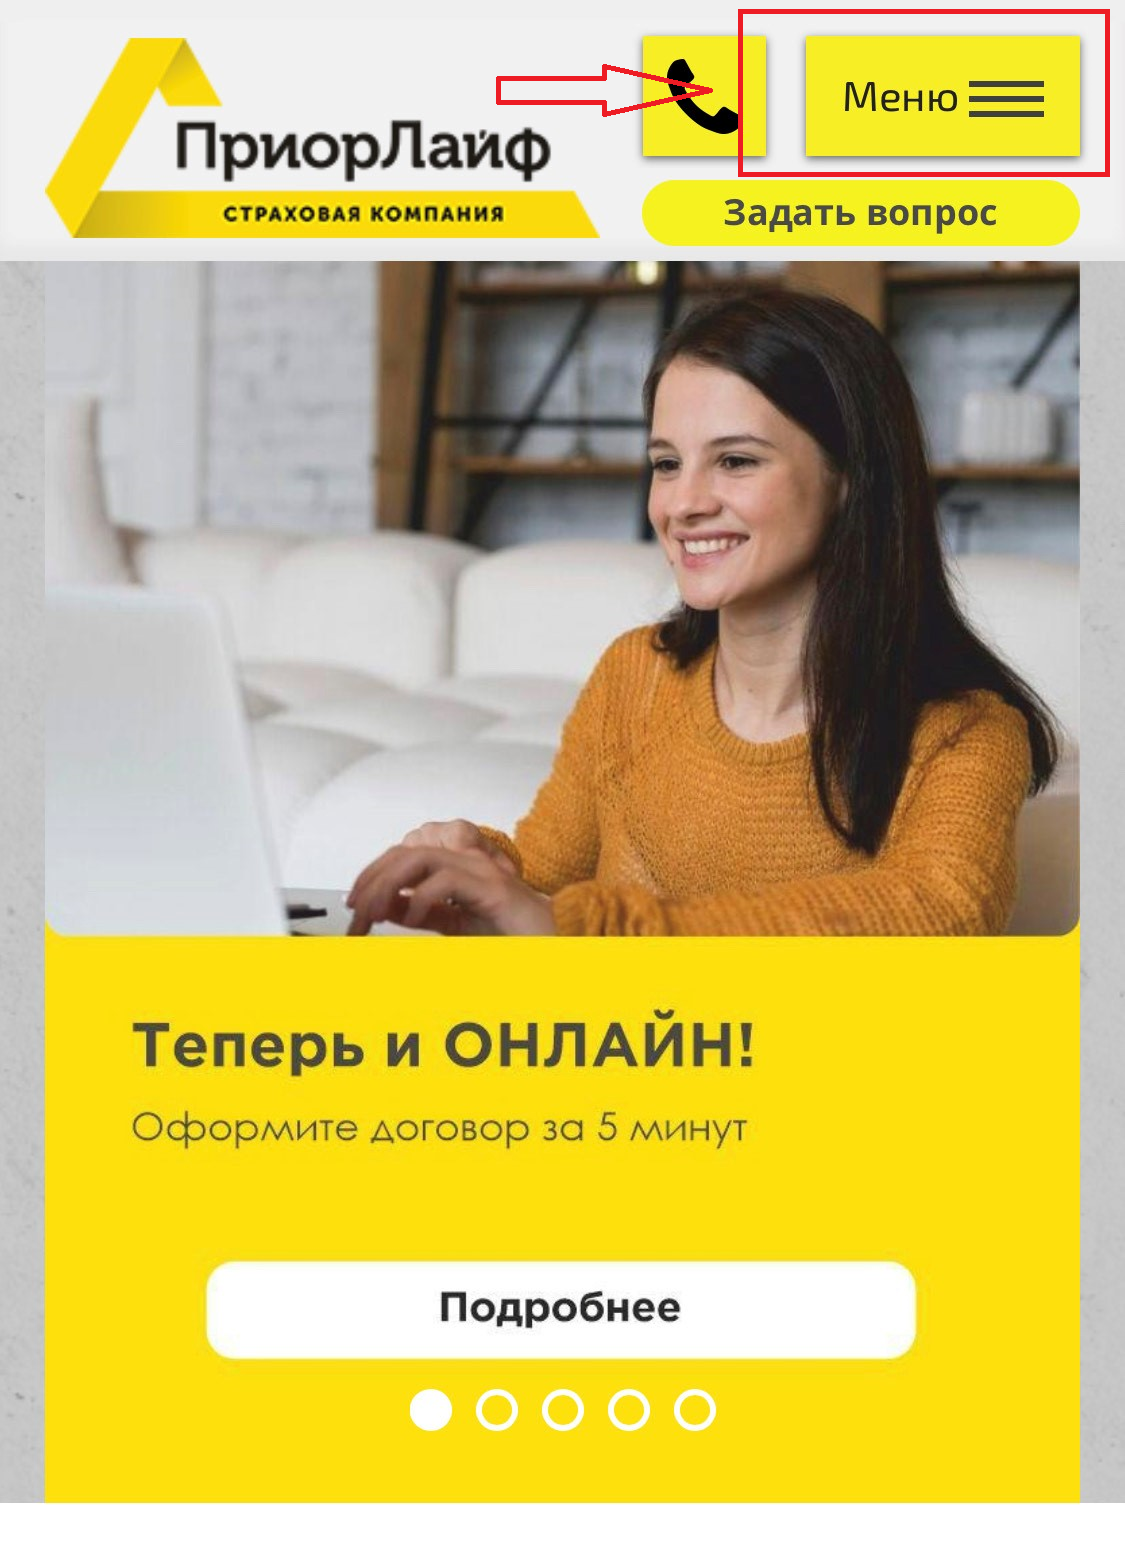 ПриорЛайф
СТРАХОВАЯ КОМПАНИЯ
Меню
Задать вопрос
Теперь и ОНЛАЙН!
Оформите договор за 5 минут
Подробнее